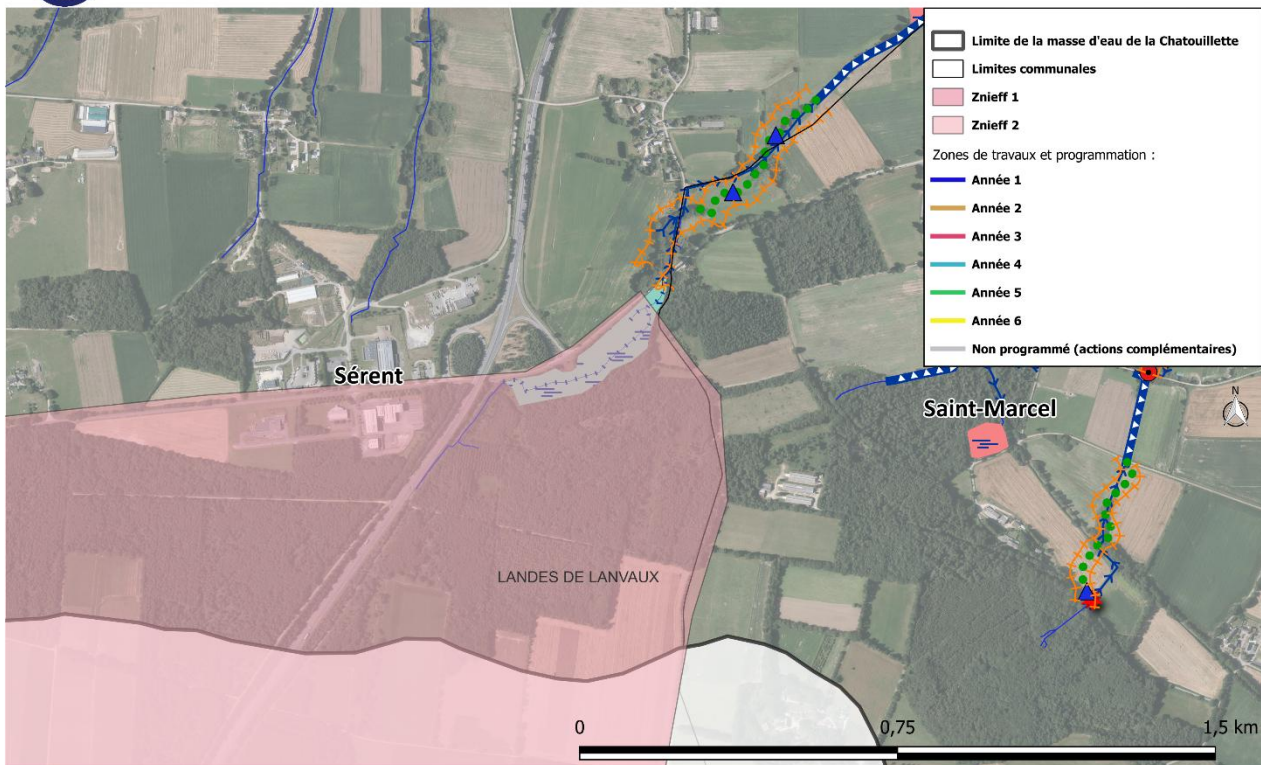 Limite de la masse d'eau de la Chatouillette
Limites communales
Znieff 1
Znieff 2
Zones de travaux et programmation :
Année 1
Année 2
Année 3
Année 4
Année 5
Année 6
Non programmé (actions complémentaires)
Sérent
Saint-Marcel
N
LANDES DE LANVAUX
0
0,75
1,5 km